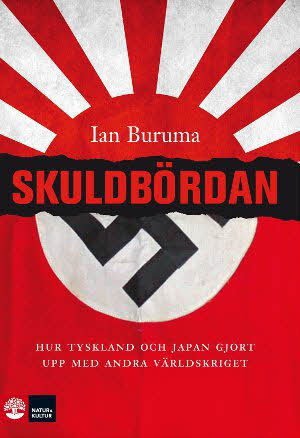 Ian Buruma
SKULDBÖRDAN
HUR TYSKLAND OCH JAPAN GJORT
UPP MED ANDRA VÄRLDSKRIGET
NATUR &
KULTUR